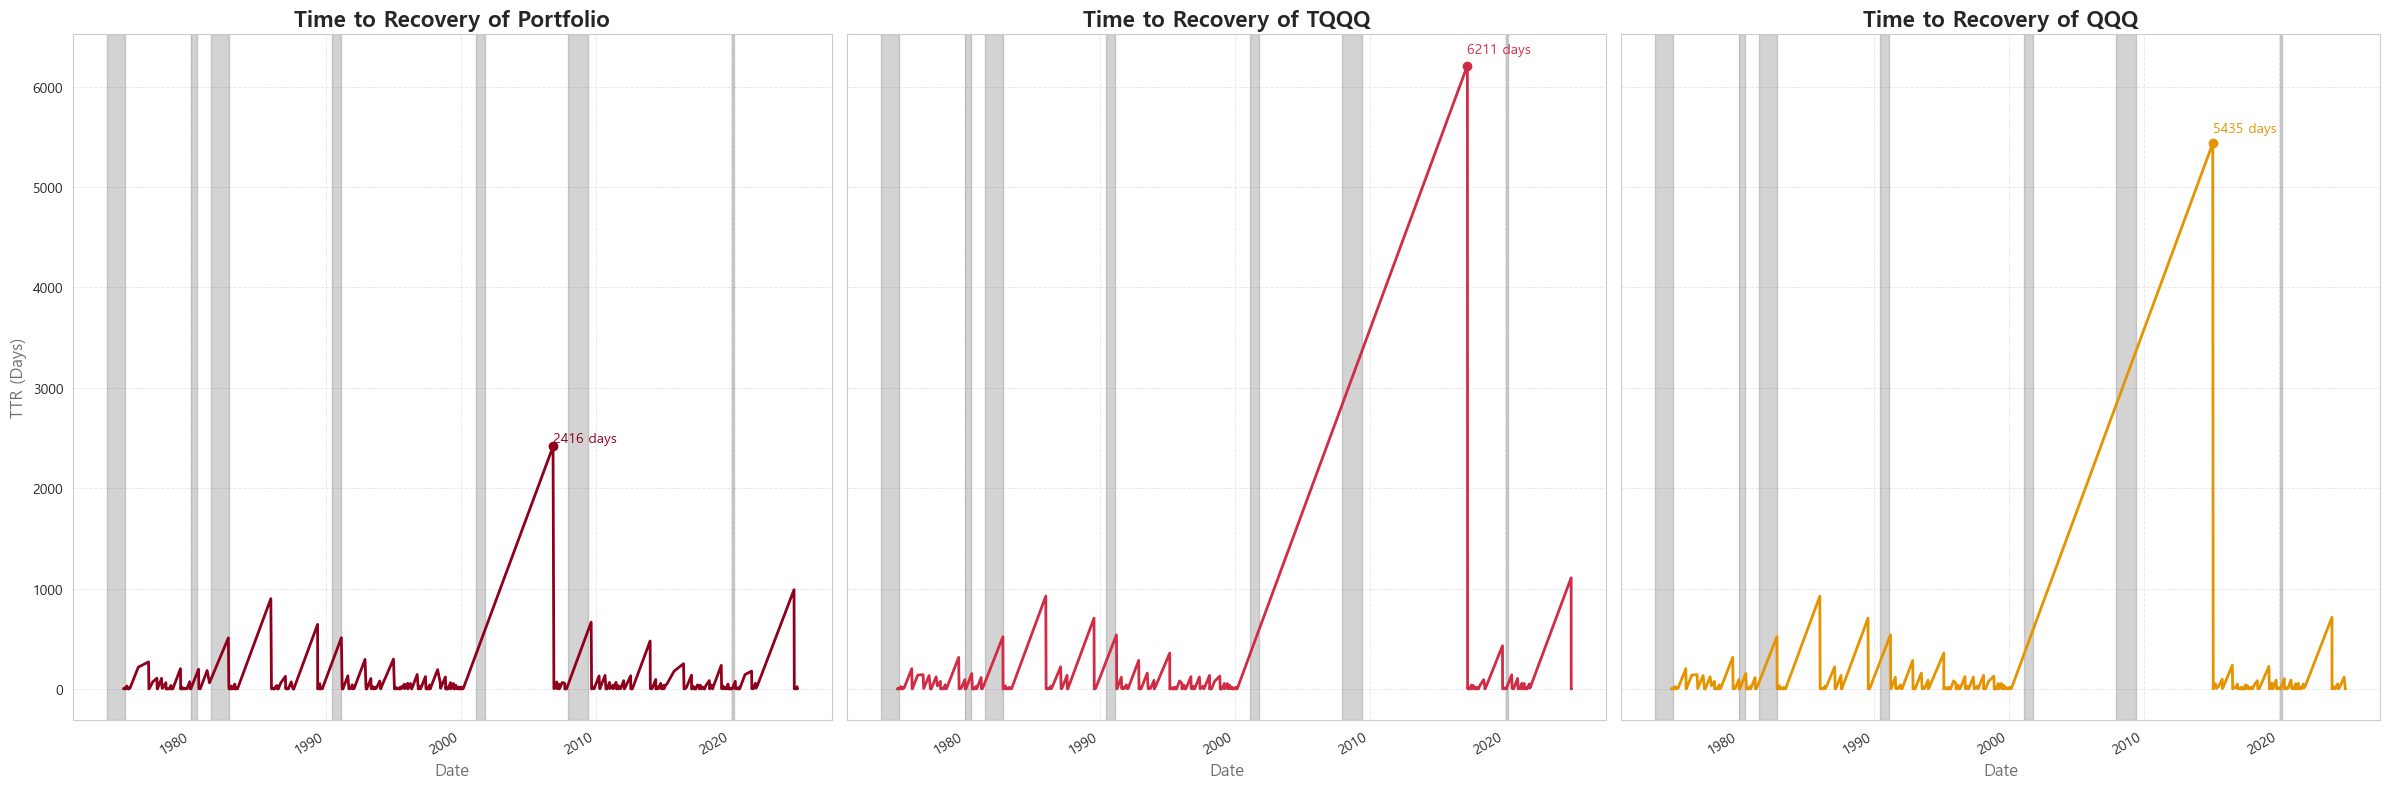 Time to Recovery of Portfolio
Time to Recovery of TQQQ
Time to Recovery of QQQ
TTR (Days)
6000
5000
4000
3000
2000
1000
0
2416 days
6211 days
5435 days
1980
1990
2000
2010
2020
1980
1990
2000
2010
2020
1980
1990
2000
2010
2020
Date
Date
Date